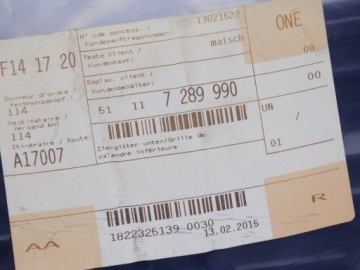 N° cde concess. /
Kundenauftragsnummer
13021522
ONE
F14 17 20
Texte client /
Kundentext:
maisch
00
Donneur d'ordre
Rechnungsempf.:
114
Emplac. client /
Kundenbehälter:
51 11 7 289 990
00
Destinataire /
Versand An:
114
UN
/
Itinéraire / Route:
A17007
Ziergitter unten/Grille de
calandre inférieure
01
AA
1822325139 0030
13.02.2015
R